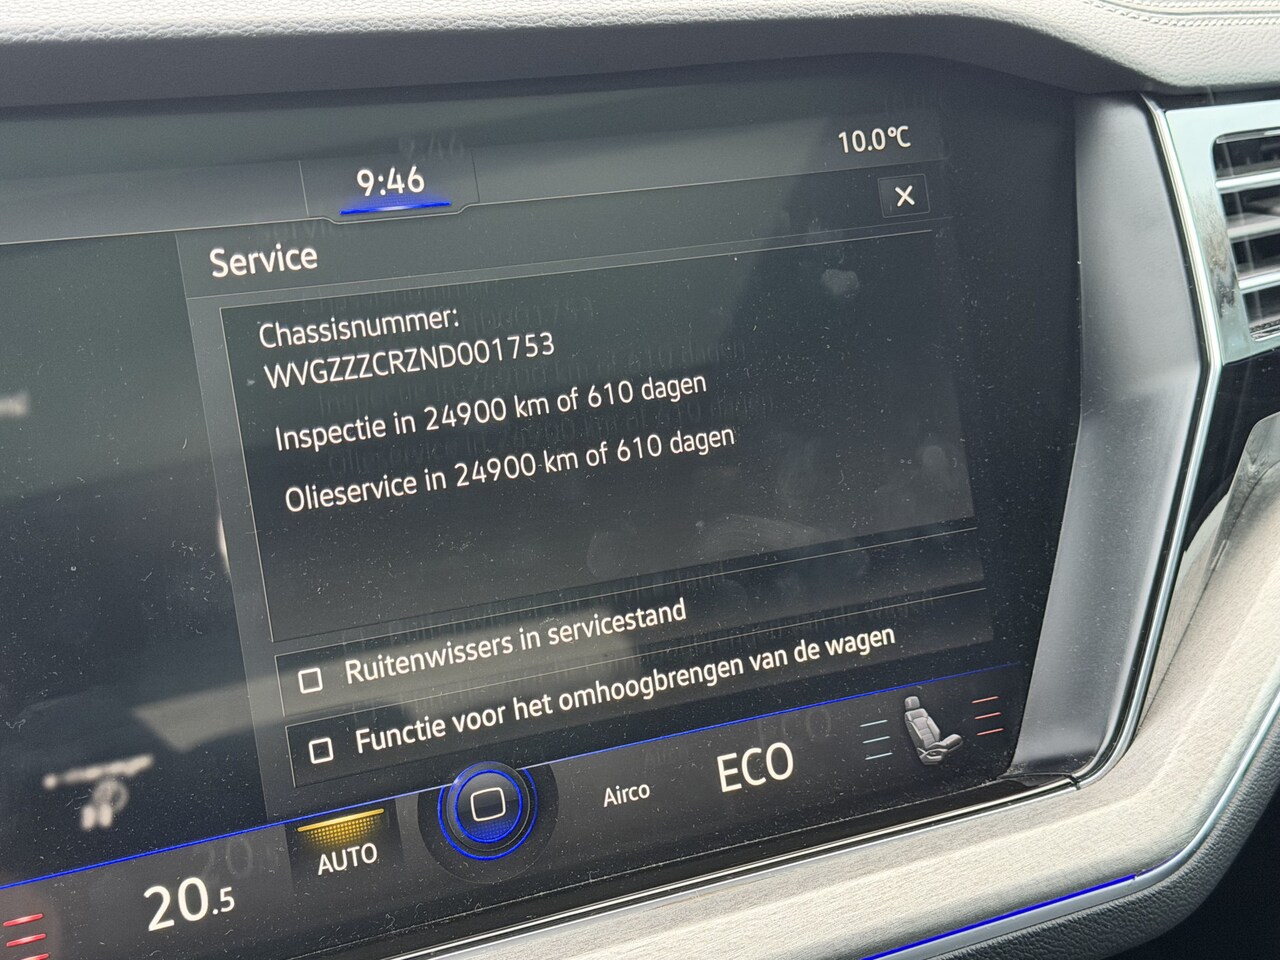 9:46
10.0°C
Service
Chassisnummer:
WVGZZZCRZND001753
Inspectie in 24900 km of 610 dagen
Olieservice in 24900 km of 610 dagen
Ruitenwissers in servicestand
Functie voor het omhoogbrengen van de wagen
20.5
AUTO
Airco
ECO